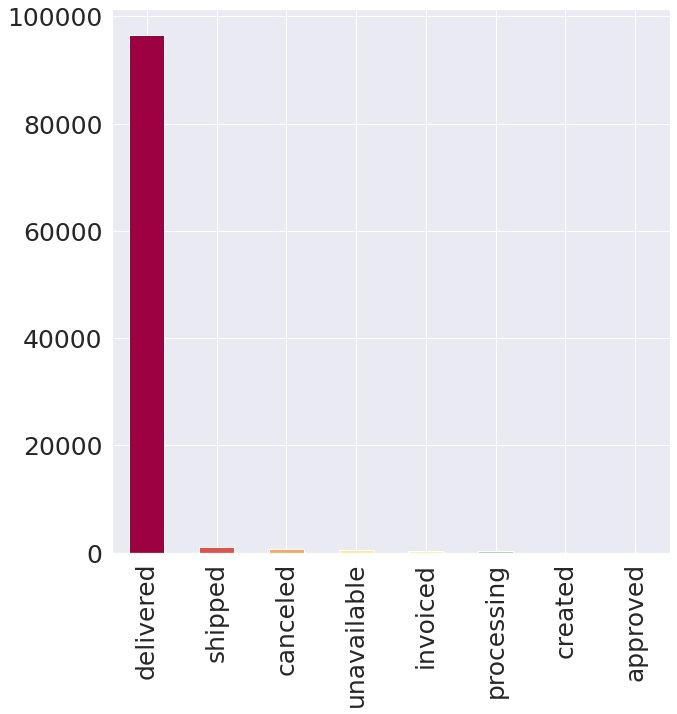 100000
80000
60000
40000
20000
0
delivered
shipped
canceled
unavailable
invoiced
processing
created
approved